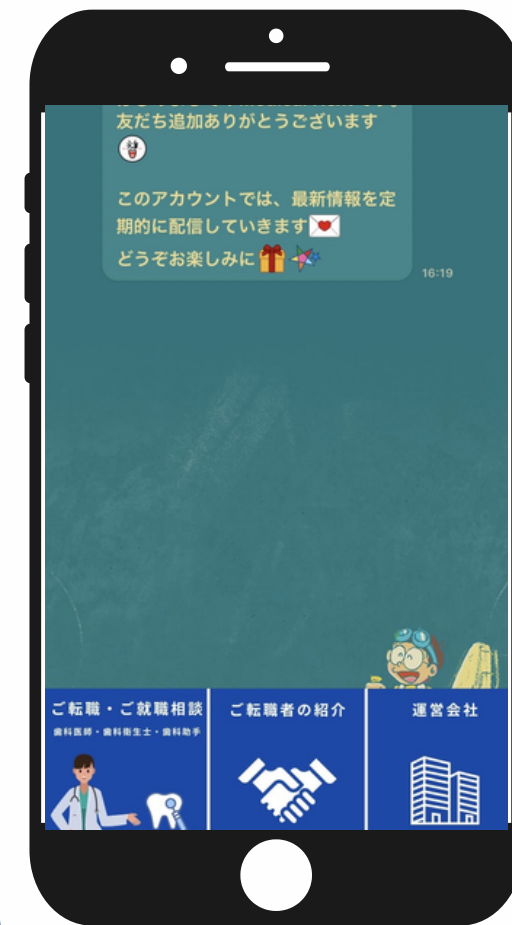 友だち追加ありがとうございます
このアカウントでは、最新情報を定
期的に配信していきます
どうぞお楽しみに
16:19
ご転職・ご就職相談
歯科医師・歯科衛生士・歯科助手
ご転職者の紹介
運営会社